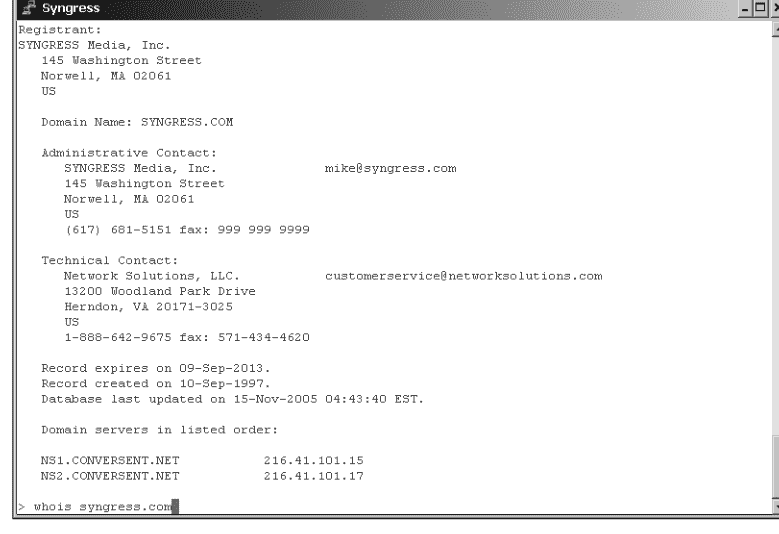 Syngress
Registrant:
SYNGRESS Media, Inc.
145 Washington Street
Norwell, MA 02061
US
Domain Name: SYNGRESS.COM
Administrative Contact:
SYNGRESS Media, Inc. mike@syngress.com
145 Washington Street
Norwell, MA 02061
US
(617) 681-5151 fax: 999 999 9999
Technical Contact:
Network Solutions, LLC. customerservice@networksolutions.com
13200 Woodland Park Drive
Herndon, VA 20171-3025
US
1-888-642-9675 fax: 571-434-4620
Record expires on 09-Sep-2013.
Record created on 10-Sep-1997.
Database last updated on 15-Nov-2005 04:43:40 EST.
Domain servers in listed order:
NS1.CONVERSENT.NET 216.41.101.15
NS2.CONVERSENT.NET 216.41.101.17
> whois syngress.com